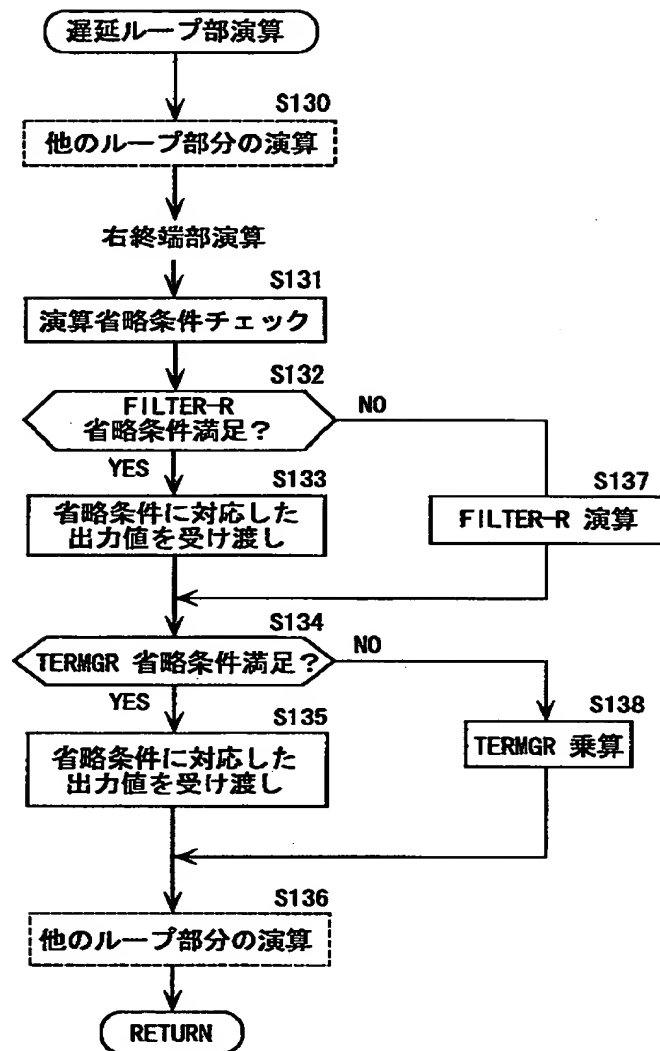 遅延ループ部演算
S130
他のループ部分の演算
右終端部演算
S131
演算省略条件チェック
S132
FILTER-R
省略条件満足?
NO
YES
S133
省略条件に対応した
出力値を受け渡し
S137
FILTER-R 演算
S134
TERMGR 省略条件満足?
NO
YES
S135
省略条件に対応した
出力値を受け渡し
S138
TERMGR 乗算
S136
他のループ部分の演算
RETURN